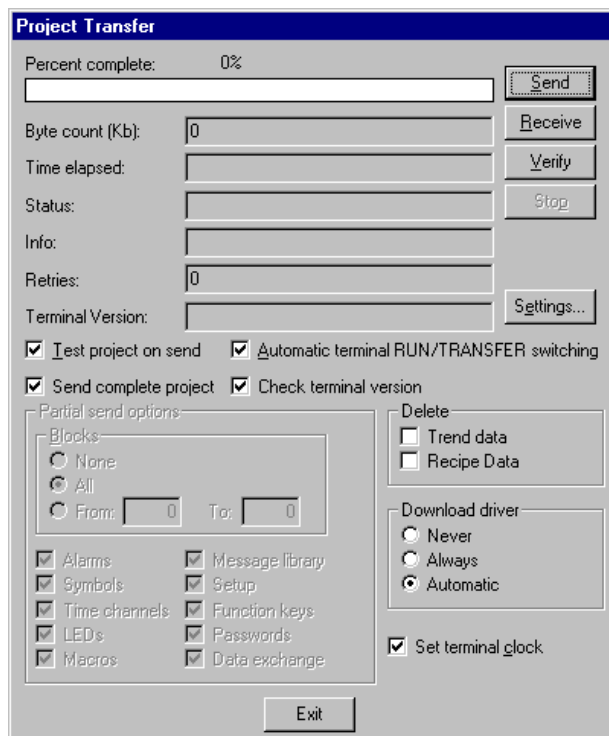 Project Transfer
Percent complete: 0%
Send
Byte count (Kb): 0
Receive
Time elapsed:
Verify
Status:
Stop
Info:
Retries: 0
Terminal Version:
Settings...
Test project on send
Automatic terminal RUN/TRANSFER switching
Send complete project
Check terminal version
Partial send options
Blocks
None
All
From: 0 To: 0
Alarms
Message library
Symbols
Setup
Time channels
Function keys
LEDs
Passwords
Macros
Data exchange
Delete
Trend data
Recipe Data
Download driver
Never
Always
Automatic
Set terminal clock
Exit